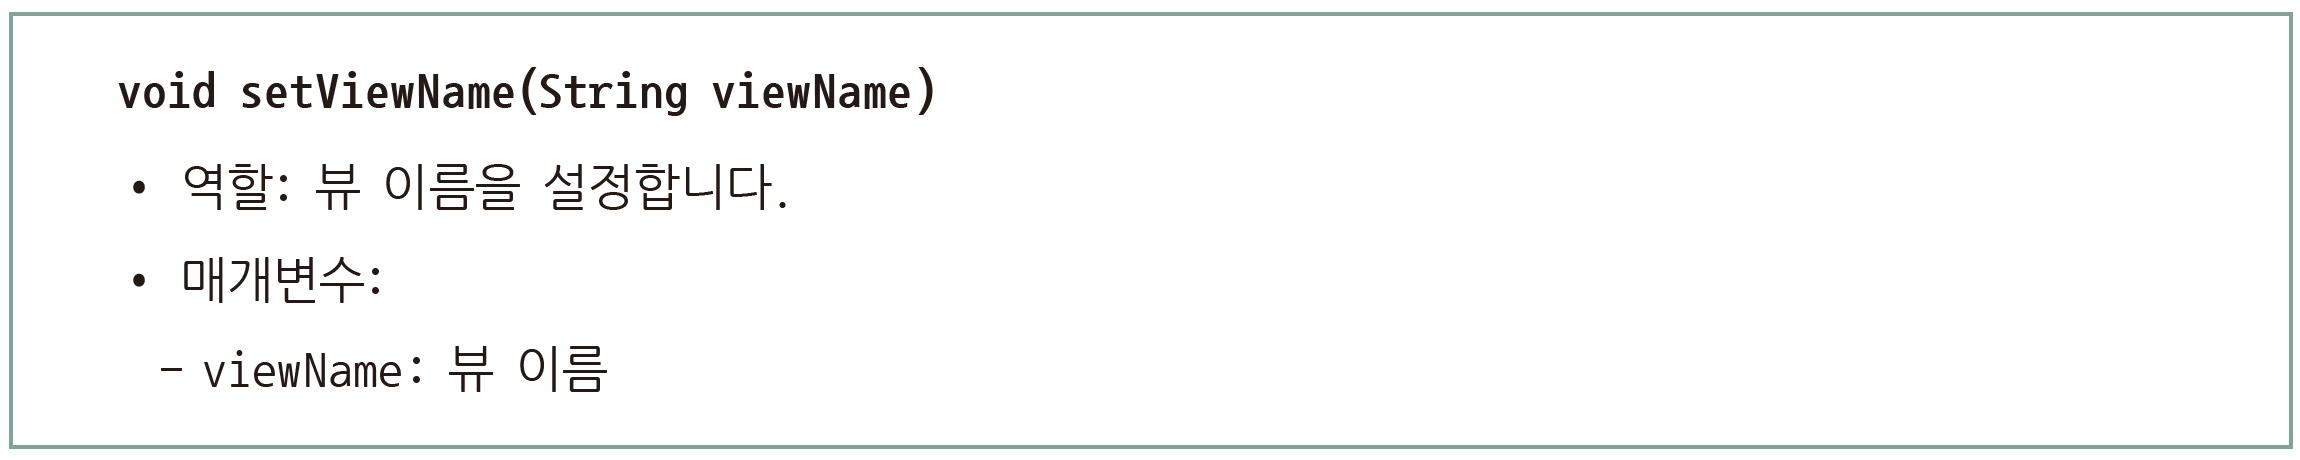 void setViewName(String viewName)
• 역할: 뷰 이름을 설정합니다.
• 매개변수:
- viewName: 뷰 이름